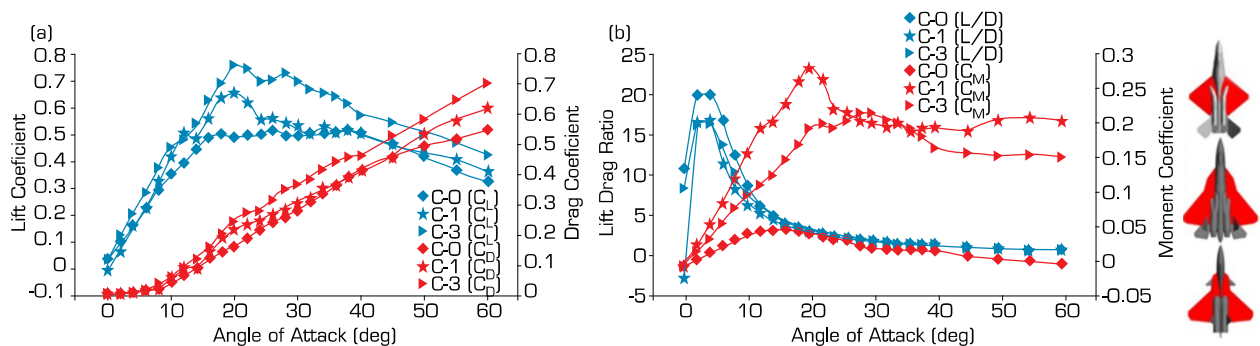 (a)
Lift Coeficient
0.8
0.7
0.6
0.5
0.4
0.3
0.2
0.1
0
-0.1
0 10 20 30 40 50 60
Angle of Attack (deg)
0.8
0.7
0.6
0.5
0.4
0.3
0.2
0.1
0
Drag Coeficient
C-0 (CL)
C-1 (CL)
C-3 (CL)
C-0 (CD)
C-1 (CD)
C-3 (CD)
(b)
Lift Drag Ratio
25
20
15
10
5
0
-5
0 10 20 30 40 50 60
Angle of Attack (deg)
0.3
0.25
0.2
0.15
0.1
0.05
0
-0.05
Moment Coefficient
C-0 (L/D)
C-1 (L/D)
C-3 (L/D)
C-0 (CM)
C-1 (CM)
C-3 (CM)